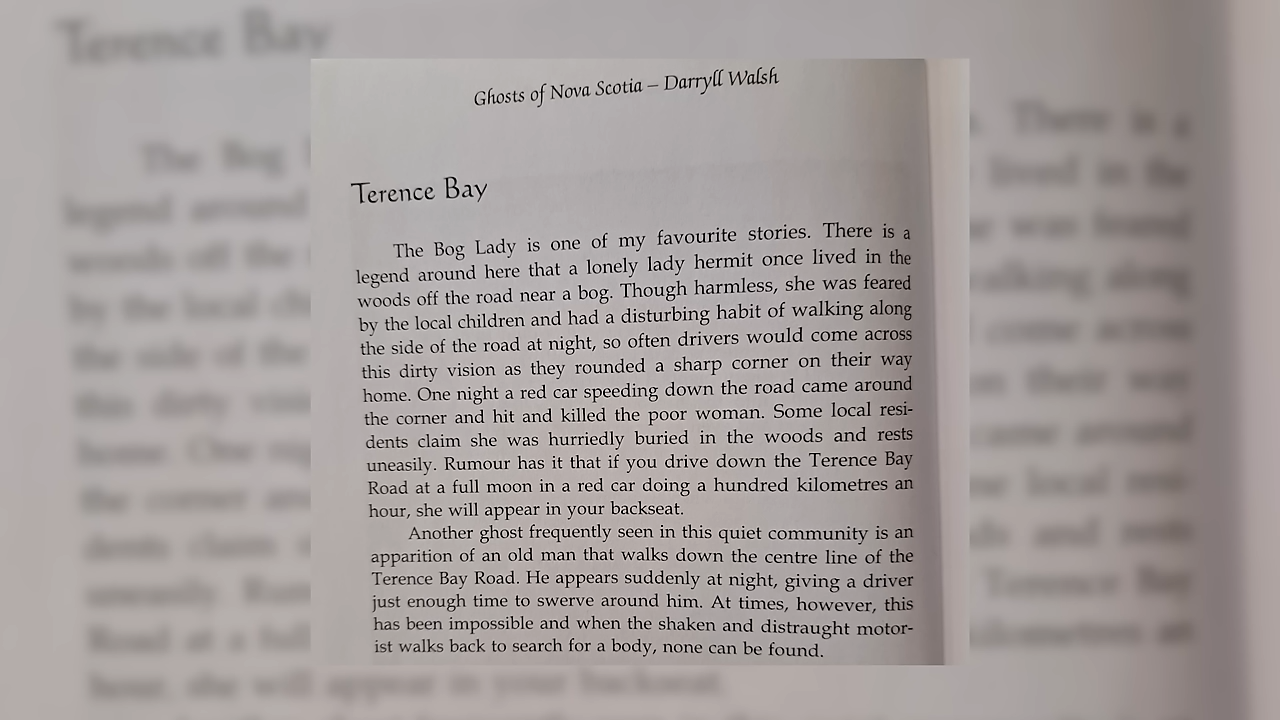 Ghosts of Nova Scotia – Darryll Walsh
Terence Bay
The Bog Lady is one of my favourite stories. There is a
legend around here that a lonely lady hermit once lived in the
woods off the road near a bog. Though harmless, she was feared
by the local children and had a disturbing habit of walking along
the side of the road at night, so often drivers would come across
this dirty vision as they rounded a sharp corner on their way
home. One night a red car speeding down the road came around
the corner and hit and killed the poor woman. Some local resi-
dents claim she was hurriedly buried in the woods and rests
uneasily. Rumour has it that if you drive down the Terence Bay
Road at a full moon in a red car doing a hundred kilometres an
hour, she will appear in your backseat.
Another ghost frequently seen in this quiet community is an
apparition of an old man that walks down the centre line of the
Terence Bay Road. He appears suddenly at night, giving a driver
just enough time to swerve around him. At times, however, this
has been impossible and when the shaken and distraught motor-
ist walks back to search for a body, none can be found.